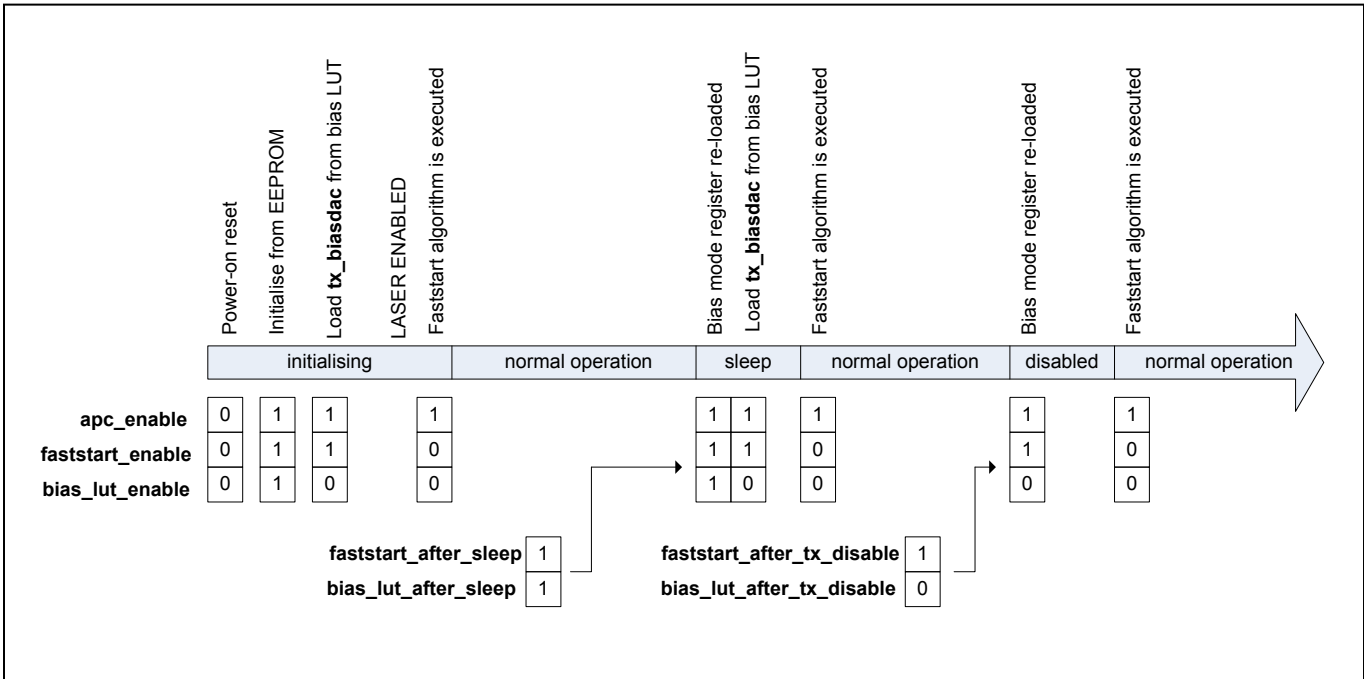 Power-on reset
Initialise from EEPROM
Load tx_biasdac from bias LUT
LASER ENABLED
Faststart algorithm is executed
Bias mode register re-loaded
Load tx_biasdac from bias LUT
Faststart algorithm is executed
Bias mode register re-loaded
Faststart algorithm is executed
initialising normal operation sleep normal operation disabled normal operation
apc_enable 0 1 1 1 1 1 1 1 1
faststart_enable 0 1 1 0 1 1 0 1 0
bias_lut_enable 0 1 0 0 1 0 0 0 0
faststart_after_sleep 1 faststart_after_tx_disable 1
bias_lut_after_sleep 1 bias_lut_after_tx_disable 0